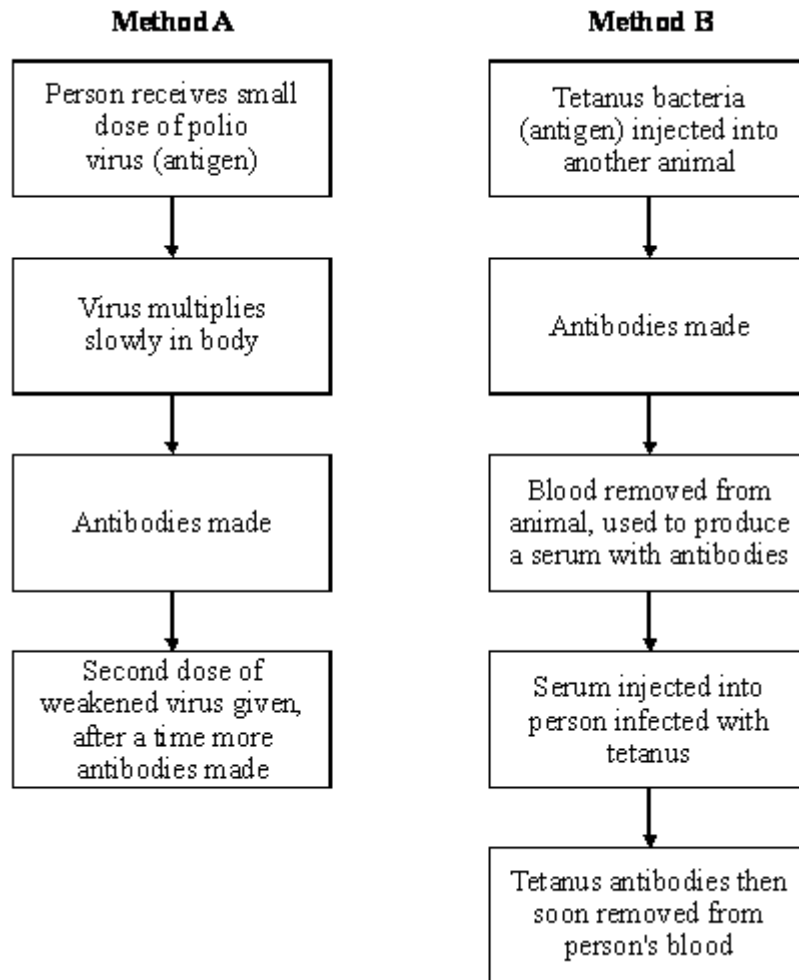 Method A
Person receives small
dose of polio
virus (antigen)
Virus multiplies
slowly in body
Antibodies made
Second dose of
weakened virus given,
after a time more
antibodies made
Method B
Tetanus bacteria
(antigen) injected into
another animal
Antibodies made
Blood removed from
animal, used to produce
a serum with antibodies
Serum injected into
person infected with
tetanus
Tetanus antibodies then
soon removed from
person's blood